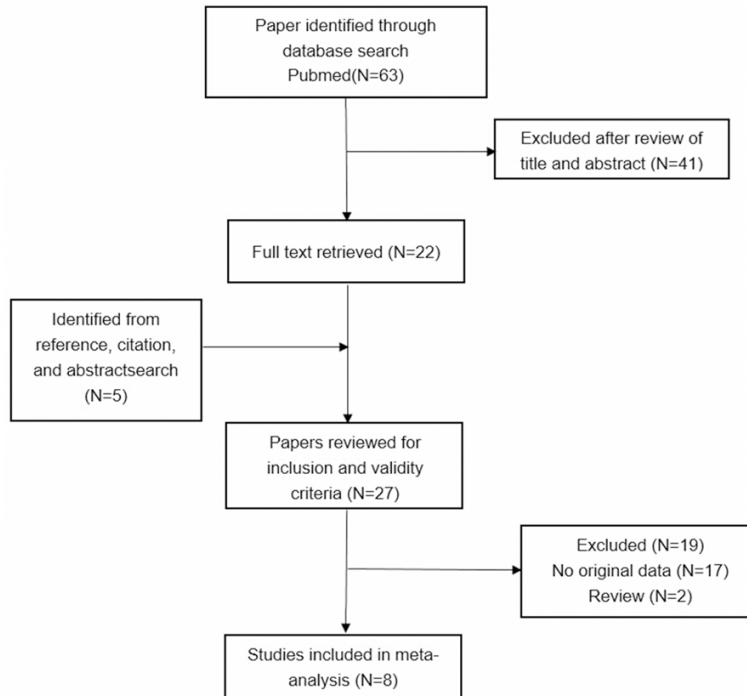 Paper identified through
database search
Pubmed(N=63)
Excluded after review of
title and abstract (N=41)
Full text retrieved (N=22)
Identified from
reference, citation,
and abstractsearch
(N=5)
Papers reviewed for
inclusion and validity
criteria (N=27)
Excluded (N=19)
No original data (N=17)
Review (N=2)
Studies included in meta-
analysis (N=8)